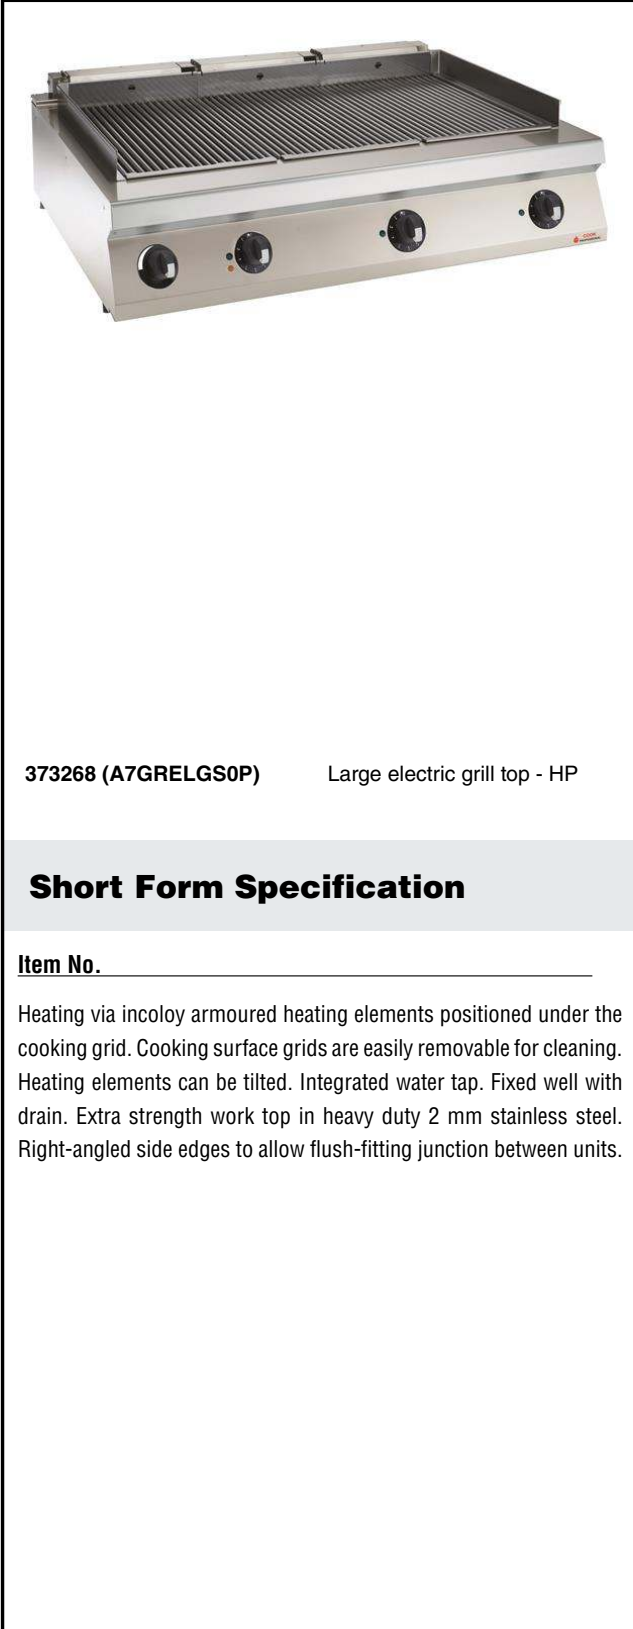 COOK
373268 (A7GRELGS0P) Large electric grill top - HP
Short Form Specification
Item No.
Heating via incoloy armoured heating elements positioned under the
cooking grid. Cooking surface grids are easily removable for cleaning.
Heating elements can be tilted. Integrated water tap. Fixed well with
drain. Extra strength work top in heavy duty 2 mm stainless steel.
Right-angled side edges to allow flush-fitting junction between units.